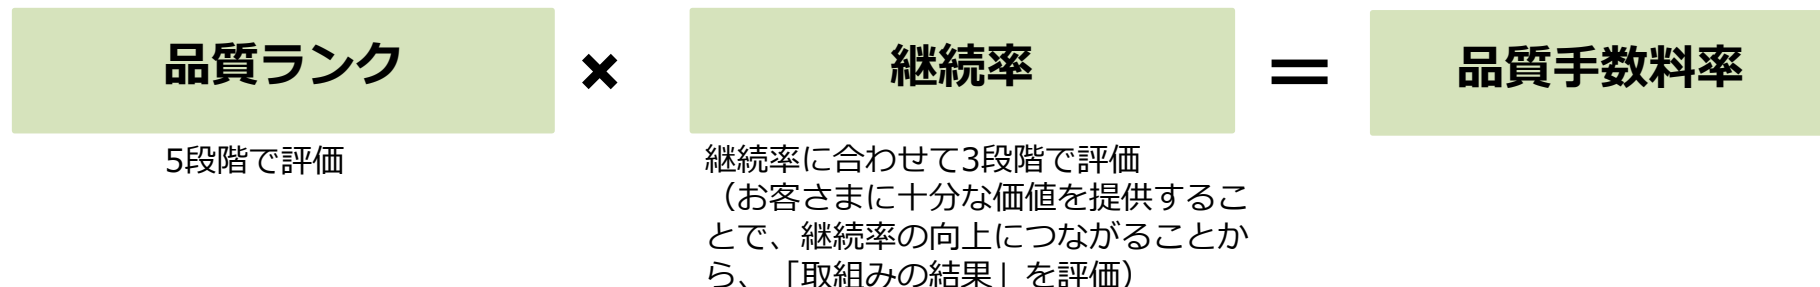 品質ランク × 継続率 = 品質手数料率
5段階で評価
継続率に合わせて3段階で評価
（お客さまに十分な価値を提供するこ
とで、継続率の向上につながることか
ら、「取組みの結果」を評価）